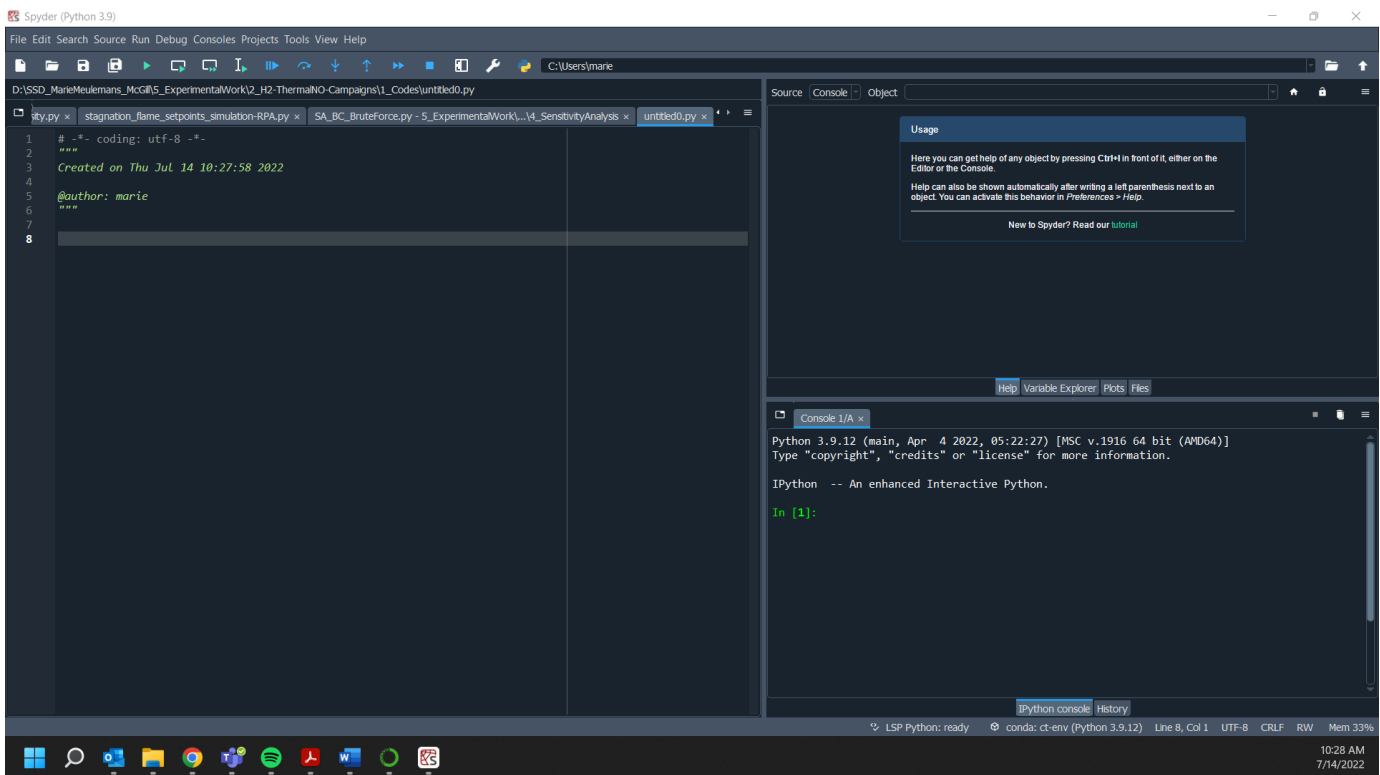 Spyder (Python 3.9)
File Edit Search Source Run Debug Consoles Projects Tools View Help
C:\Users\marie
D:\SSD_MarieMeulemans_McGill\5_ExperimentalWork\2_H2-ThermalNO-Campaigns\1_Codes\untitled0.py
sity.py × stagnation_flame_setpoints_simulation-RPA.py × SA_BC_BruteForce.py - 5_ExperimentalWork\...\4_SensitivityAnalysis × untitled0.py ×
1 # -*- coding: utf-8 -*-
2 """
3 Created on Thu Jul 14 10:27:58 2022
4
5 @author: marie
6 """
7
8
Source Console Object
Usage
Here you can get help of any object by pressing Ctrl+I in front of it, either on the
Editor or the Console.
Help can also be shown automatically after writing a left parenthesis next to an
object. You can activate this behavior in Preferences > Help.
New to Spyder? Read our tutorial
Help Variable Explorer Plots Files
Console 1/A ×
Python 3.9.12 (main, Apr  4 2022, 05:22:27) [MSC v.1916 64 bit (AMD64)]
Type "copyright", "credits" or "license" for more information.
IPython  -- An enhanced Interactive Python.
In [1]:
IPython console History
LSP Python: ready conda: ct-env (Python 3.9.12) Line 8, Col 1 UTF-8 CRLF RW Mem 33%
10:28 AM
7/14/2022